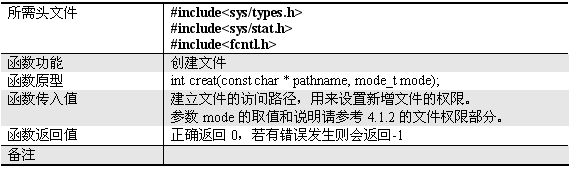 所需头文件 #include<sys/types.h>
#include<sys/stat.h>
#include<fcntl.h>
函数功能 创建文件
函数原型 int creat(const char * pathname, mode_t mode);
函数传入值 建立文件的访问路径，用来设置新增文件的权限。
参数 mode 的取值和说明请参考 4.1.2 的文件权限部分。
函数返回值 正确返回 0，若有错误发生则会返回-1
备注